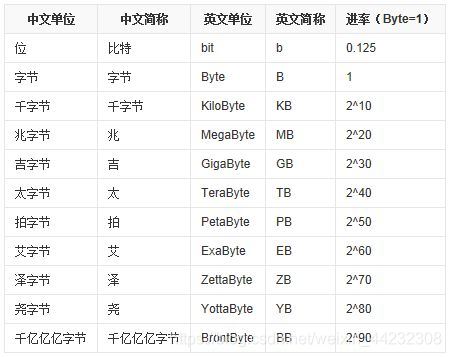 中文单位 中文简称 英文单位 英文简称 进率（Byte=1）
位 比特 bit b 0.125
字节 字节 Byte B 1
千字节 千字节 KiloByte KB 2^10
兆字节 兆 MegaByte MB 2^20
吉字节 吉 GigaByte GB 2^30
太字节 太 TeraByte TB 2^40
拍字节 拍 PetaByte PB 2^50
艾字节 艾 ExaByte EB 2^60
泽字节 泽 ZettaByte ZB 2^70
尧字节 尧 YottaByte YB 2^80
千亿亿亿字节 千亿亿亿字节 BrontByte BB 2^90